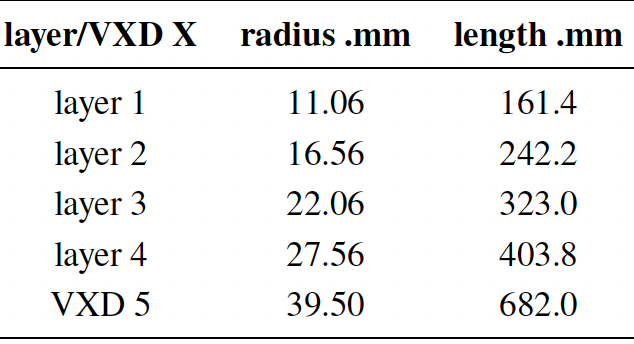 layer/VXD X radius .mm length .mm
layer 1 11.06 161.4
layer 2 16.56 242.2
layer 3 22.06 323.0
layer 4 27.56 403.8
VXD 5 39.50 682.0